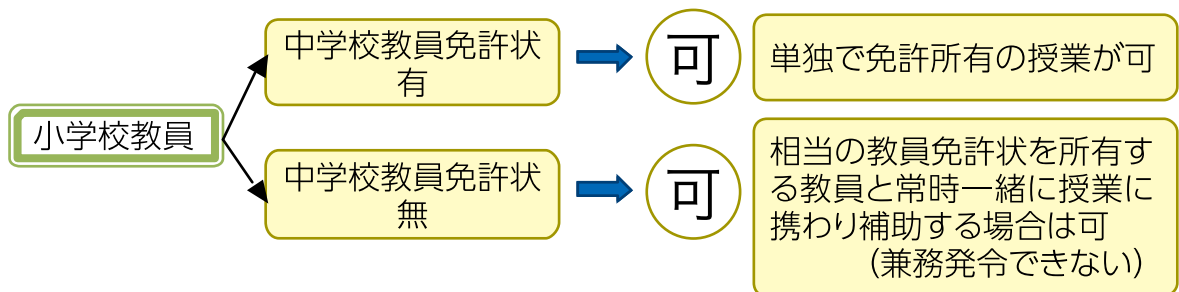 小学校教員
中学校教員免許状
有
可
単独で免許所有の授業が可
中学校教員免許状
無
可
相当の教員免許状を所有す
る教員と常時一緒に授業に
携わり補助する場合は可
（兼務発令できない）